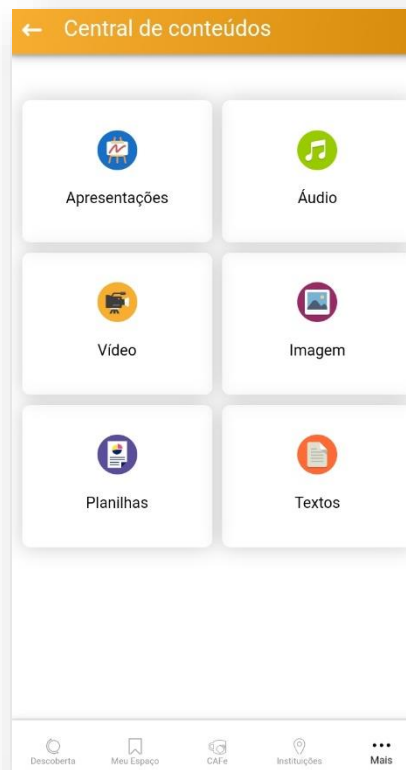 Central de conteúdos
Apresentações
Áudio
Vídeo
Imagem
Planilhas
Textos
Descoberta
Meu Espaço
CAFe
Instituições
Mais